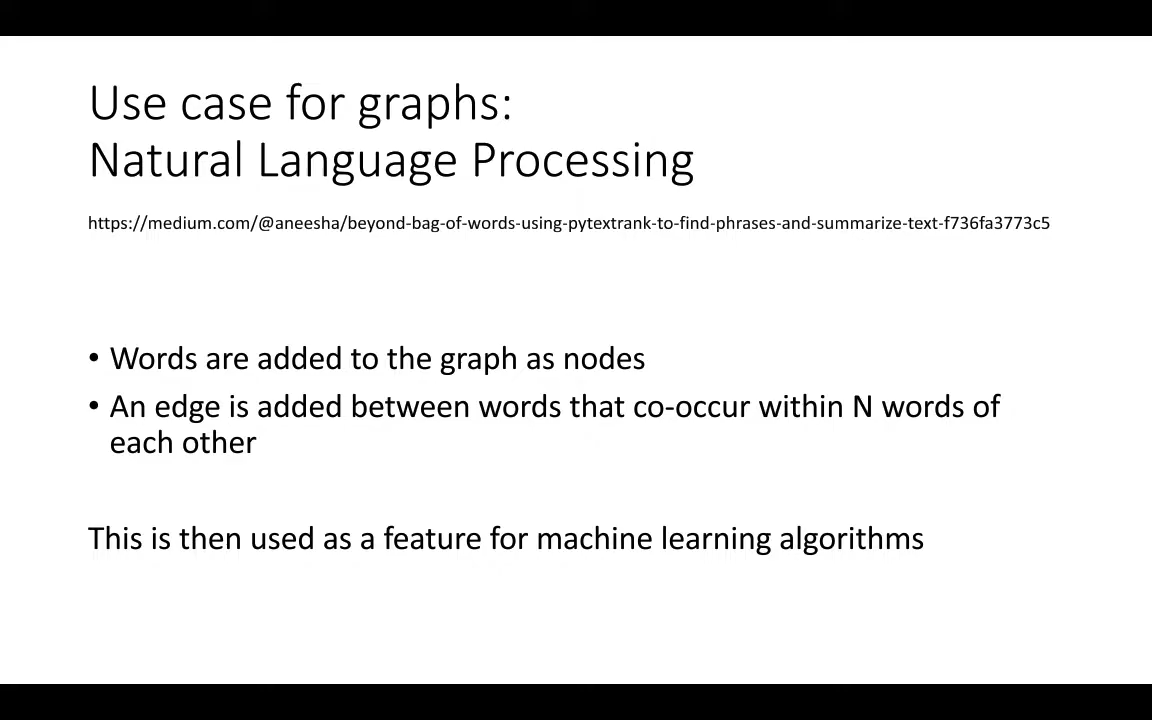 Use case for graphs:
Natural Language Processing
https://medium.com/@aneesha/beyond-bag-of-words-using-pytextrank-to-find-phrases-and-summarize-text-f736fa3773c5
• Words are added to the graph as nodes
• An edge is added between words that co-occur within N words of
each other
This is then used as a feature for machine learning algorithms